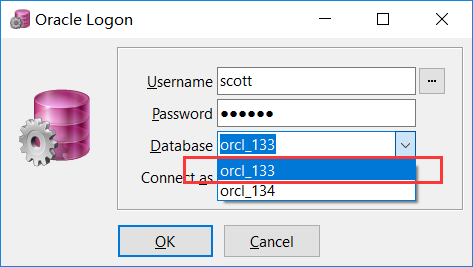 Oracle Logon
Username scott ...
Password ●●●●●●
Database orcl_133
orcl_133
Connect as
orcl_134
OK Cancel